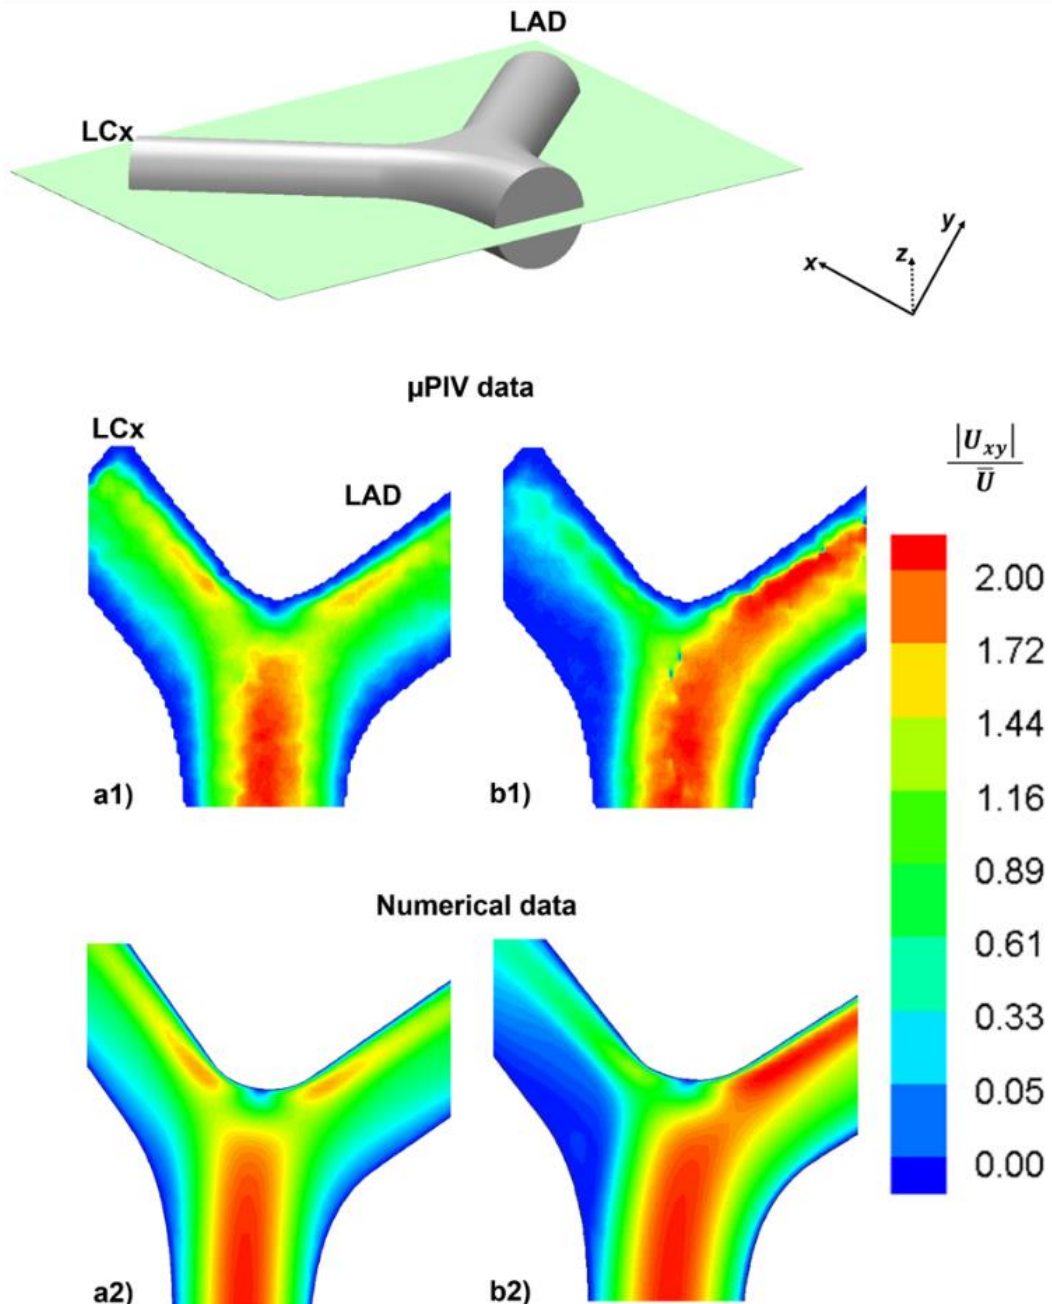 LAD
LCx
y
z
x
µPIV data
LCx
LAD
|U_xy|
Ū
2.00
1.72
1.44
1.16
0.89
0.61
0.33
0.05
0.00
a1)
b1)
Numerical data
a2)
b2)